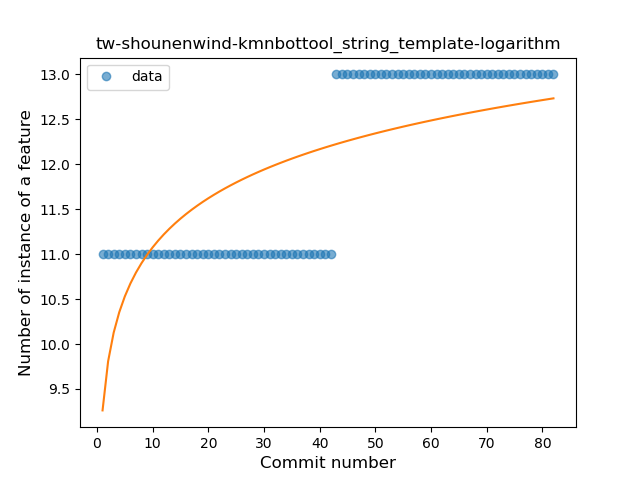 tw-shounenwind-kmnbottool_string_template-logarithm
data
Number of instance of a feature
13.0
12.5
12.0
11.5
11.0
10.5
10.0
9.5
0 10 20 30 40 50 60 70 80
Commit number